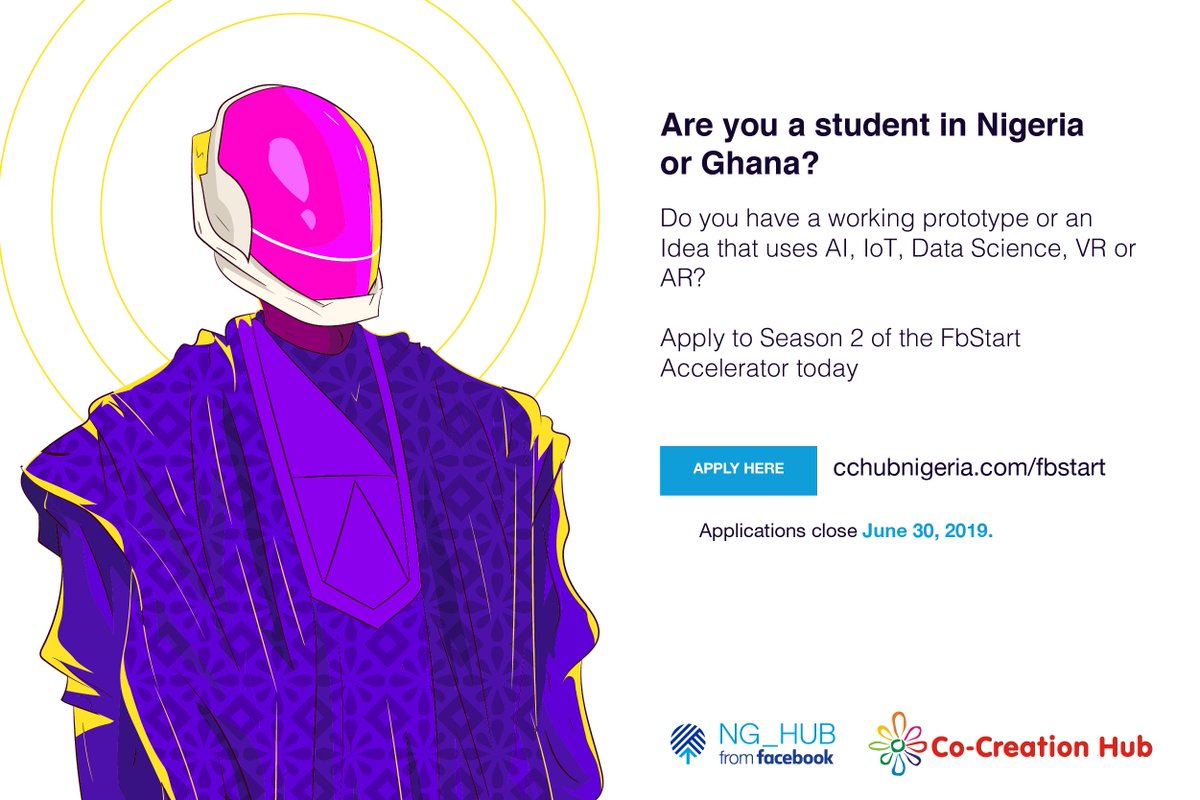 Are you a student in Nigeria
or Ghana?
Do you have a working prototype or an
Idea that uses AI, IoT, Data Science, VR or
AR?
Apply to Season 2 of the FbStart
Accelerator today
APPLY HERE cchubnigeria.com/fbstart
Applications close June 30, 2019.
NG_HUB
from facebook
Co-Creation Hub